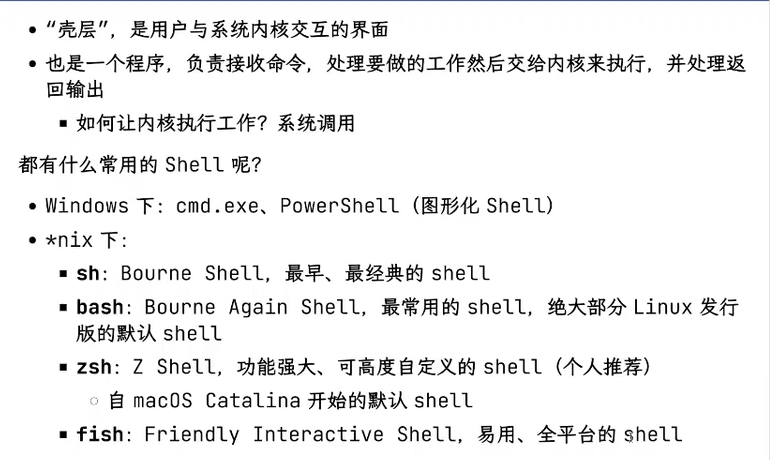 • “壳层”，是用户与系统内核交互的界面
• 也是一个程序，负责接收命令，处理要做的工作然后交给内核来执行，并处理返
回输出
▪ 如何让内核执行工作？系统调用
都有什么常用的 Shell 呢？
• Windows 下：cmd.exe、PowerShell（图形化 Shell）
• *nix 下：
▪ sh：Bourne Shell，最早、最经典的 shell
▪ bash：Bourne Again Shell，最常用的 shell，绝大部分 Linux 发行
版的默认 shell
▪ zsh：Z Shell，功能强大、可高度自定义的 shell（个人推荐）
◦ 自 macOS Catalina 开始的默认 shell
▪ fish：Friendly Interactive Shell，易用、全平台的 shell